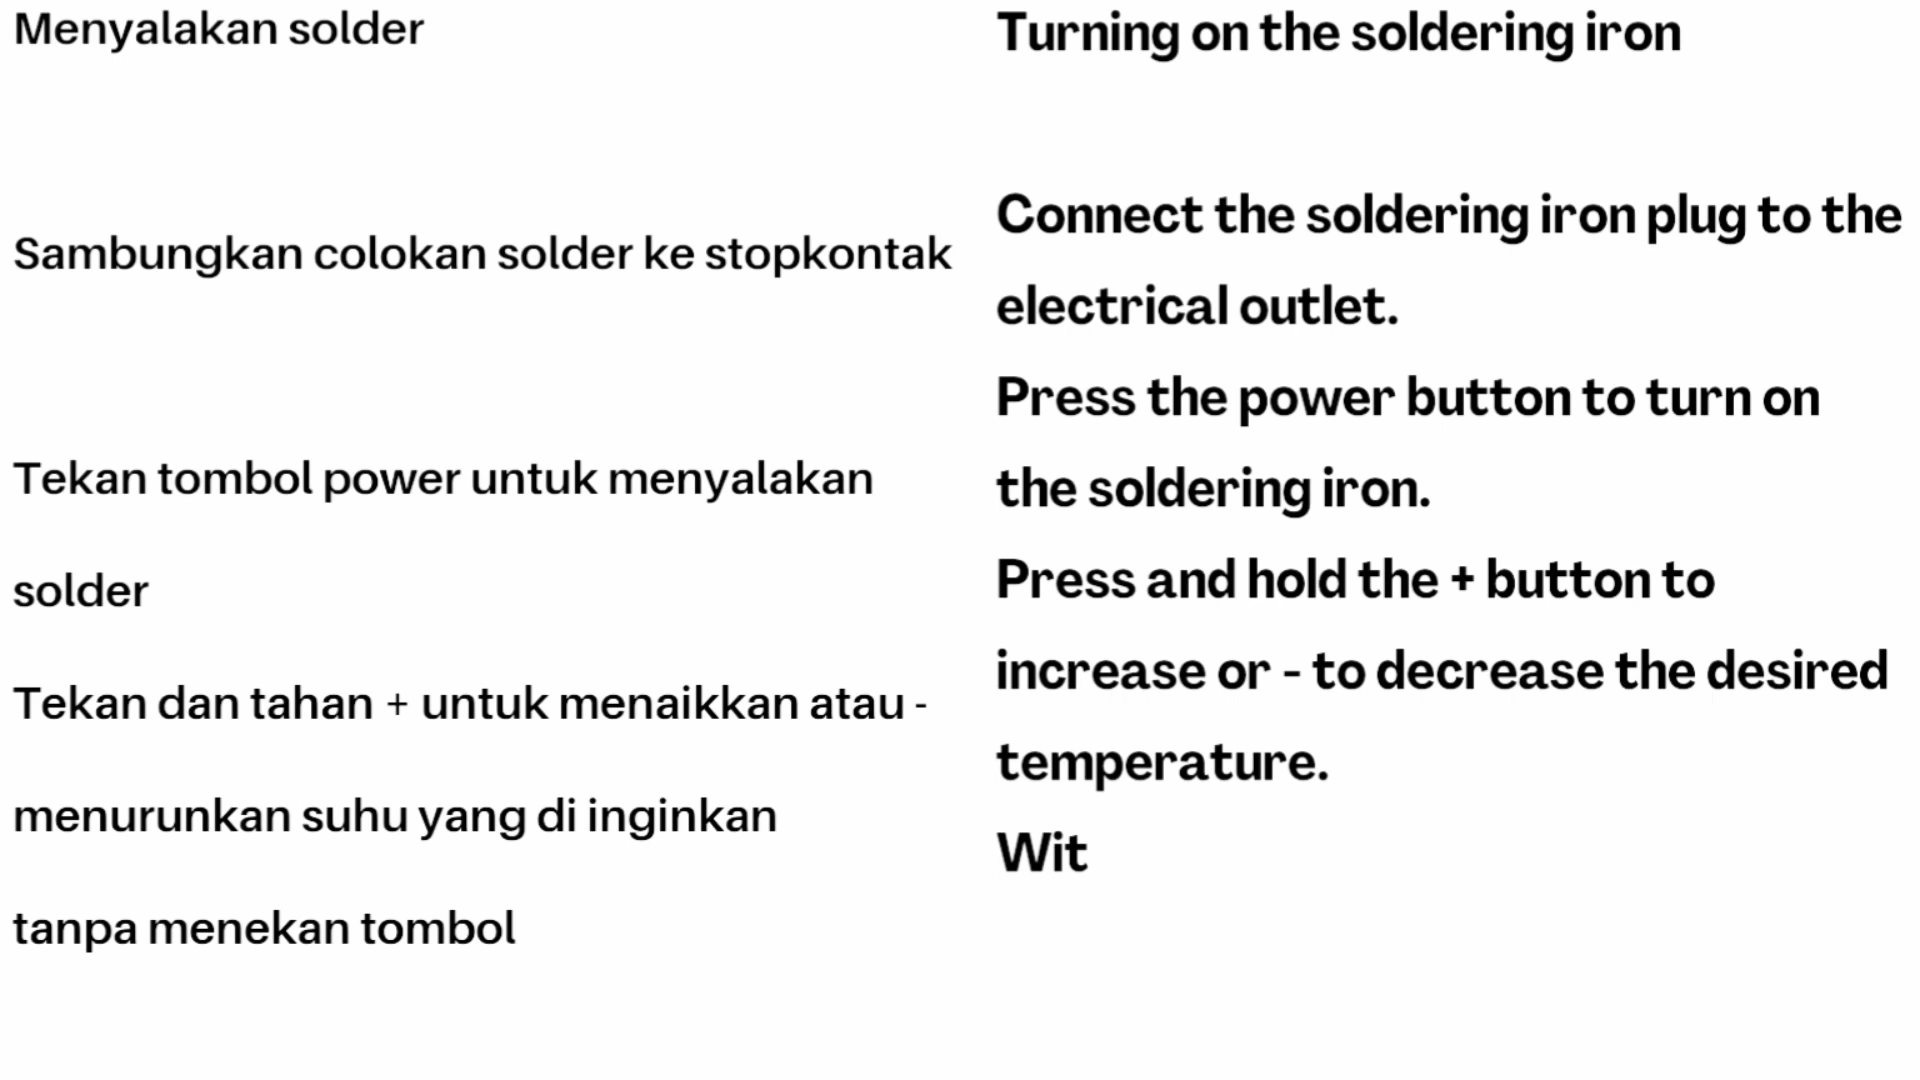 Menyalakan solder
Sambungkan colokan solder ke stopkontak
Tekan tombol power untuk menyalakan
solder
Tekan dan tahan + untuk menaikkan atau -
menurunkan suhu yang di inginkan
tanpa menekan tombol
Turning on the soldering iron
Connect the soldering iron plug to the
electrical outlet.
Press the power button to turn on
the soldering iron.
Press and hold the + button to
increase or - to decrease the desired
temperature.
Wit